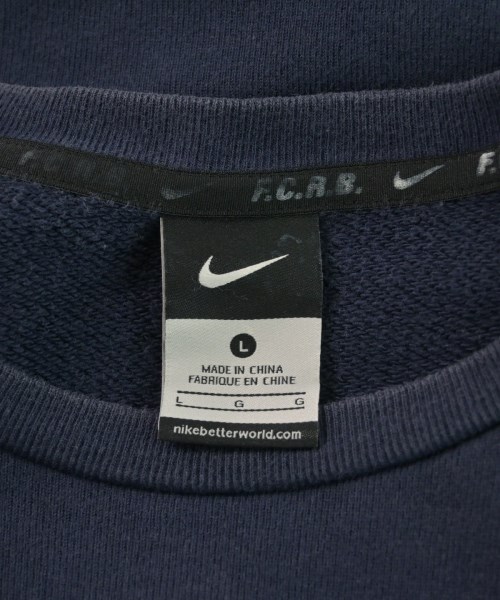 F.C.R.B. F.
L
MADE IN CHINA
FABRIQUE EN CHINE
L G G
nikebetterworld.com